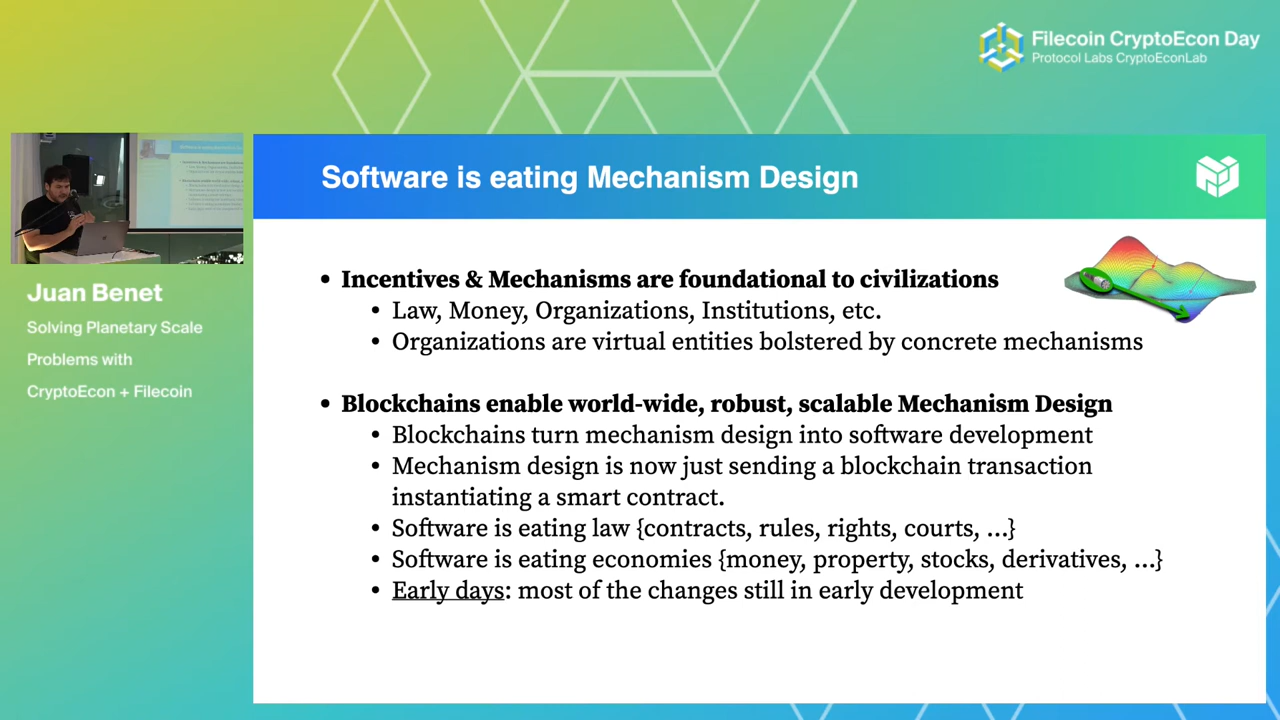 Filecoin CryptoEcon Day
Protocol Labs CryptoEconLab
Software is eating Mechanism Design
Juan Benet
Solving Planetary Scale
Problems with
CryptoEcon + Filecoin
• Incentives & Mechanisms are foundational to civilizations
• Law, Money, Organizations, Institutions, etc.
• Organizations are virtual entities bolstered by concrete mechanisms
• Blockchains enable world-wide, robust, scalable Mechanism Design
• Blockchains turn mechanism design into software development
• Mechanism design is now just sending a blockchain transaction
instantiating a smart contract.
• Software is eating law {contracts, rules, rights, courts, ...}
• Software is eating economies {money, property, stocks, derivatives, ...}
• Early days: most of the changes still in early development